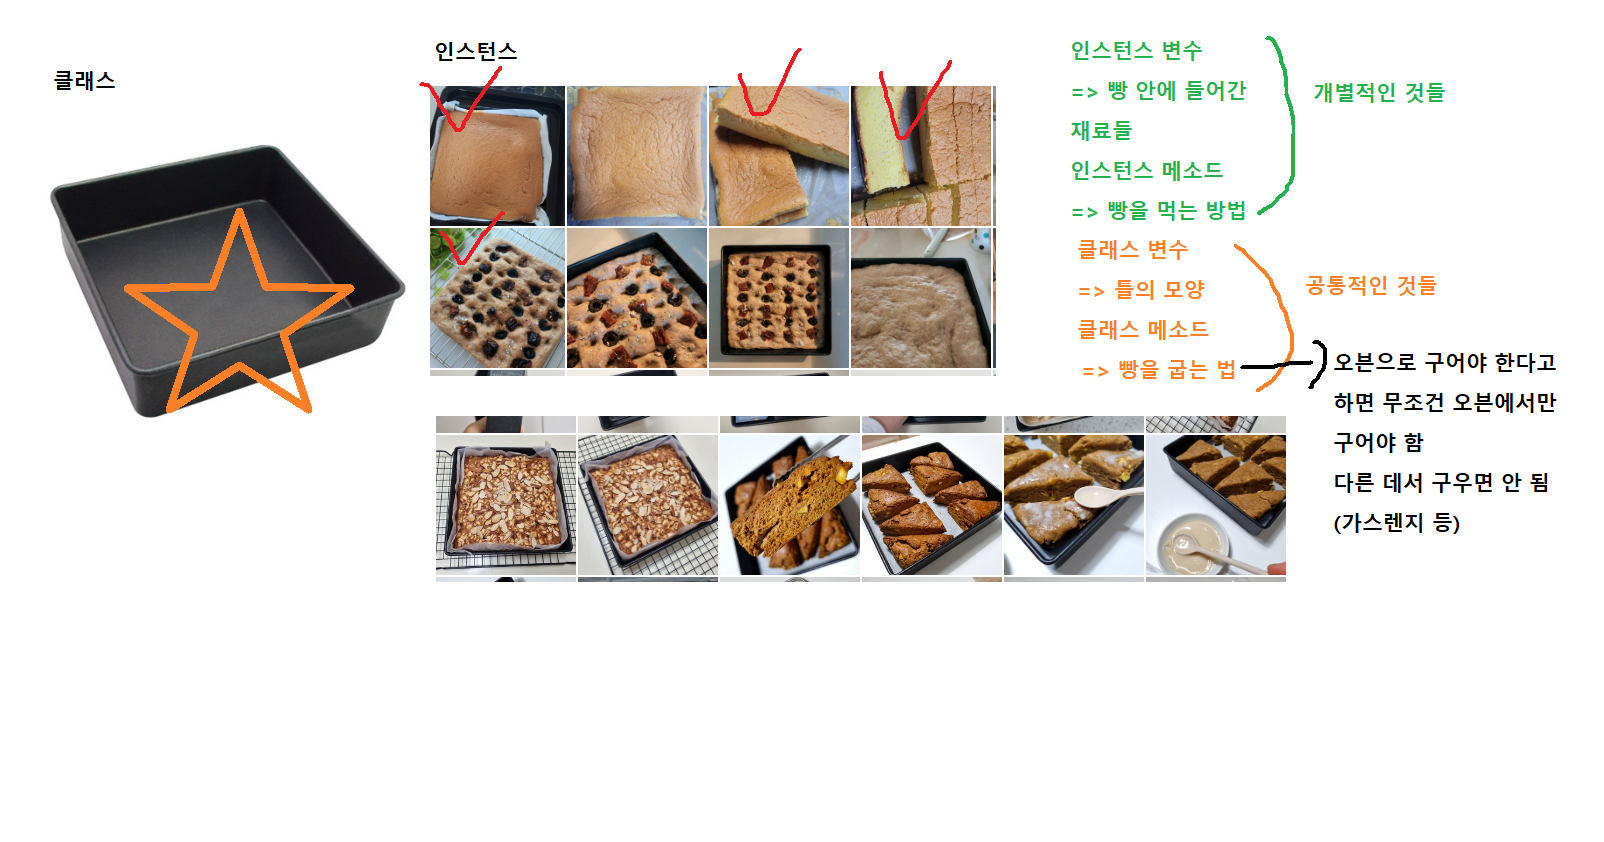 클래스
인스턴스
인스턴스 변수
=> 빵 안에 들어간
재료들
인스턴스 메소드
=> 빵을 먹는 방법
개별적인 것들
클래스 변수
=> 틀의 모양
클래스 메소드
=> 빵을 굽는 법
공통적인 것들
오븐으로 구어야 한다고
하면 무조건 오븐에서만
구어야 함
다른 데서 구우면 안 됨
(가스렌지 등)